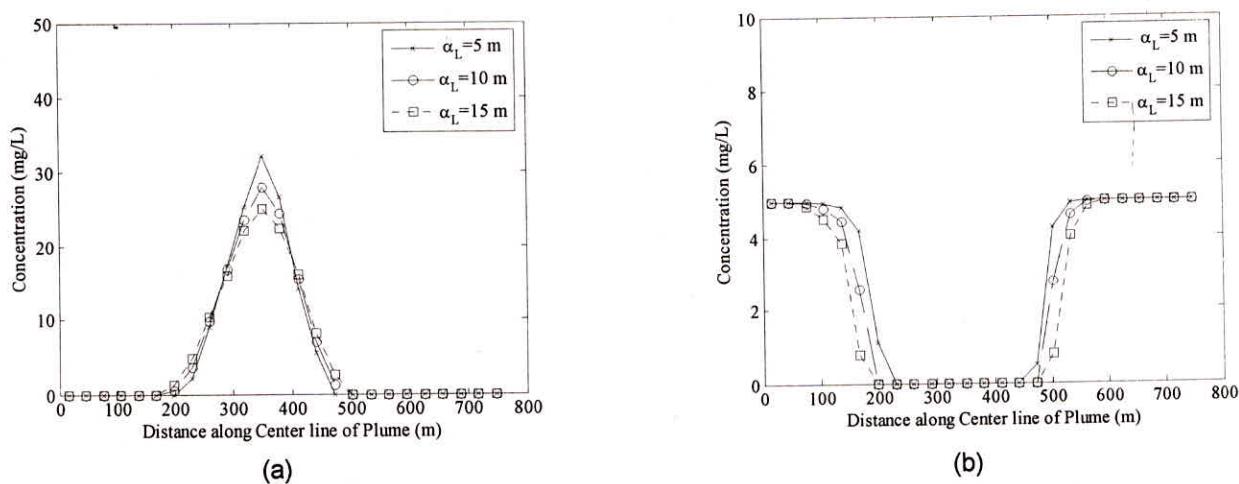 50
40
30
20
10
0
Concentration (mg/L)
α_L=5 m
α_L=10 m
α_L=15 m
0 100 200 300 400 500 600 700 800
Distance along Center line of Plume (m)
(a)
10
8
6
4
2
0
Concentration (mg/L)
α_L=5 m
α_L=10 m
α_L=15 m
0 100 200 300 400 500 600 700 800
Distance along Center line of Plume (m)
(b)